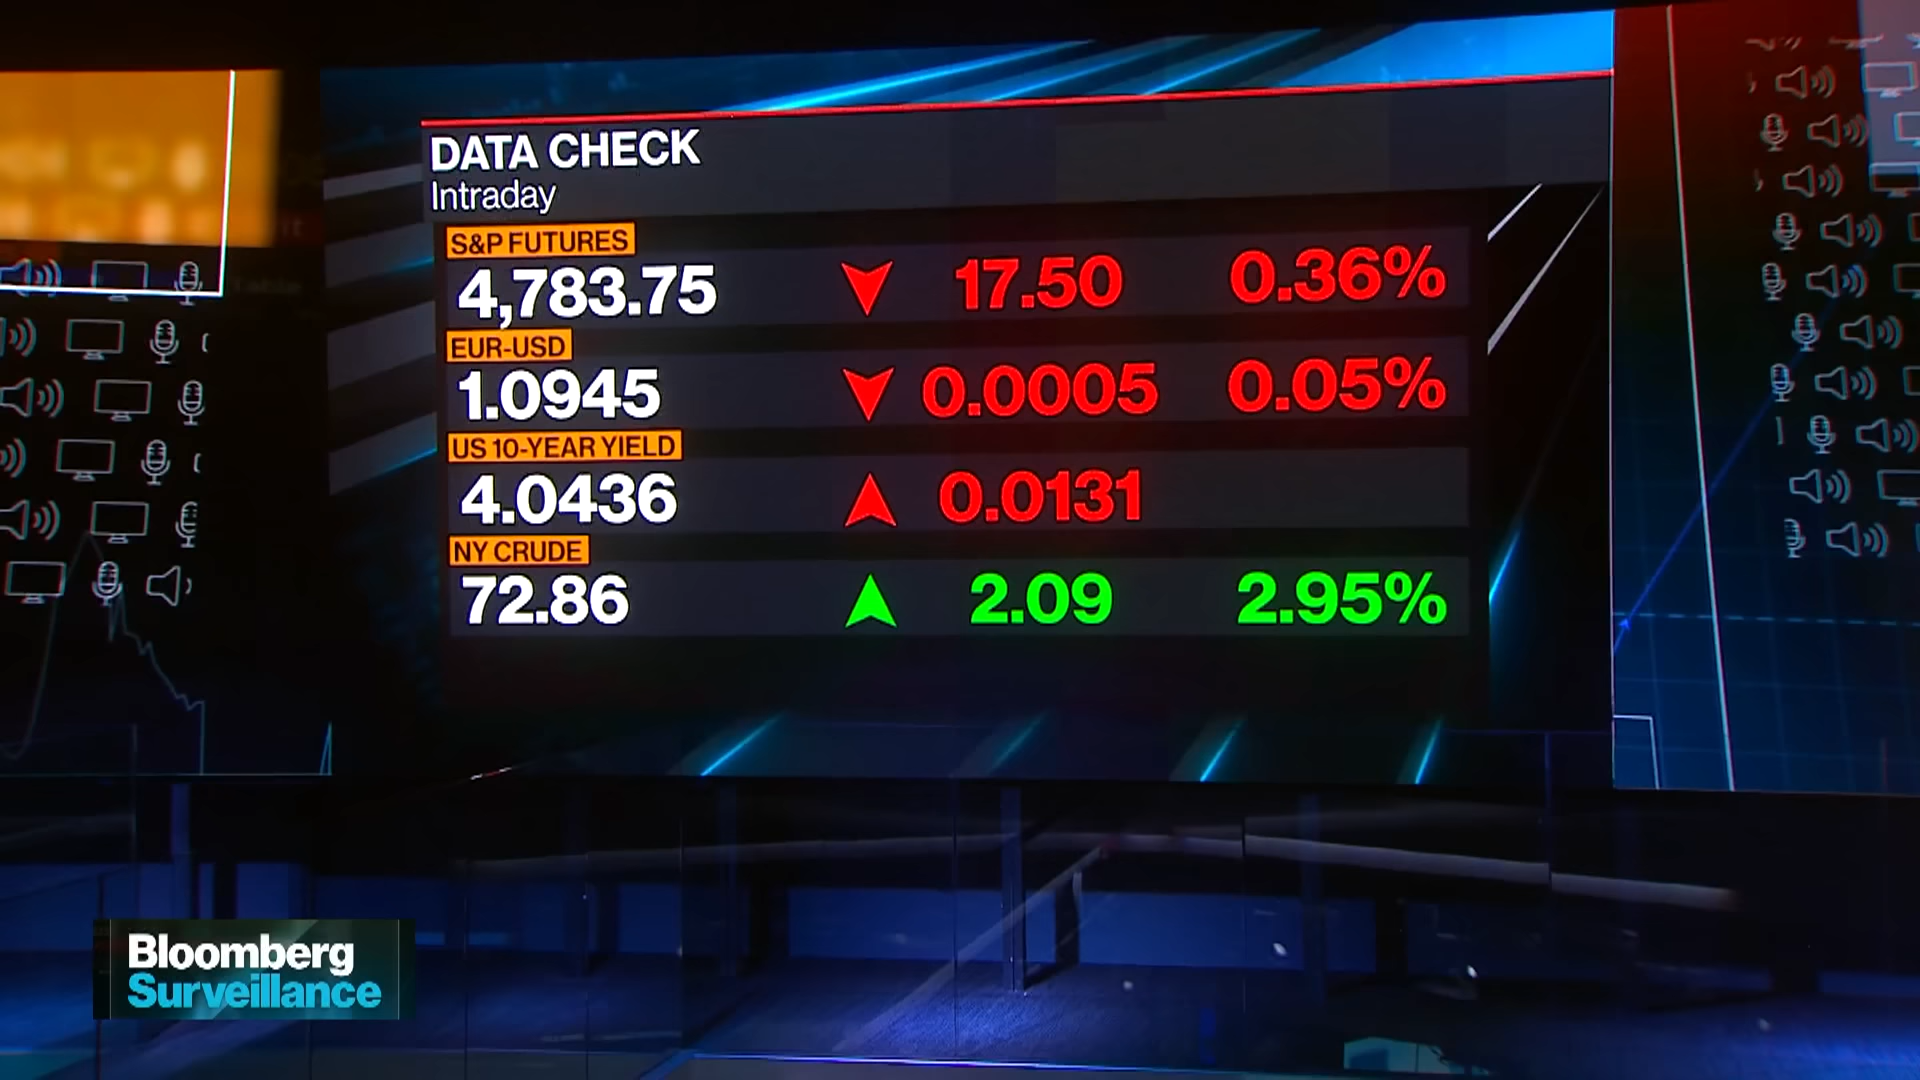 DATA CHECK
Intraday
S&P FUTURES
4,783.75 17.50 0.36%
EUR-USD
1.0945 0.0005 0.05%
US 10-YEAR YIELD
4.0436 0.0131
NY CRUDE
72.86 2.09 2.95%
Bloomberg
Surveillance